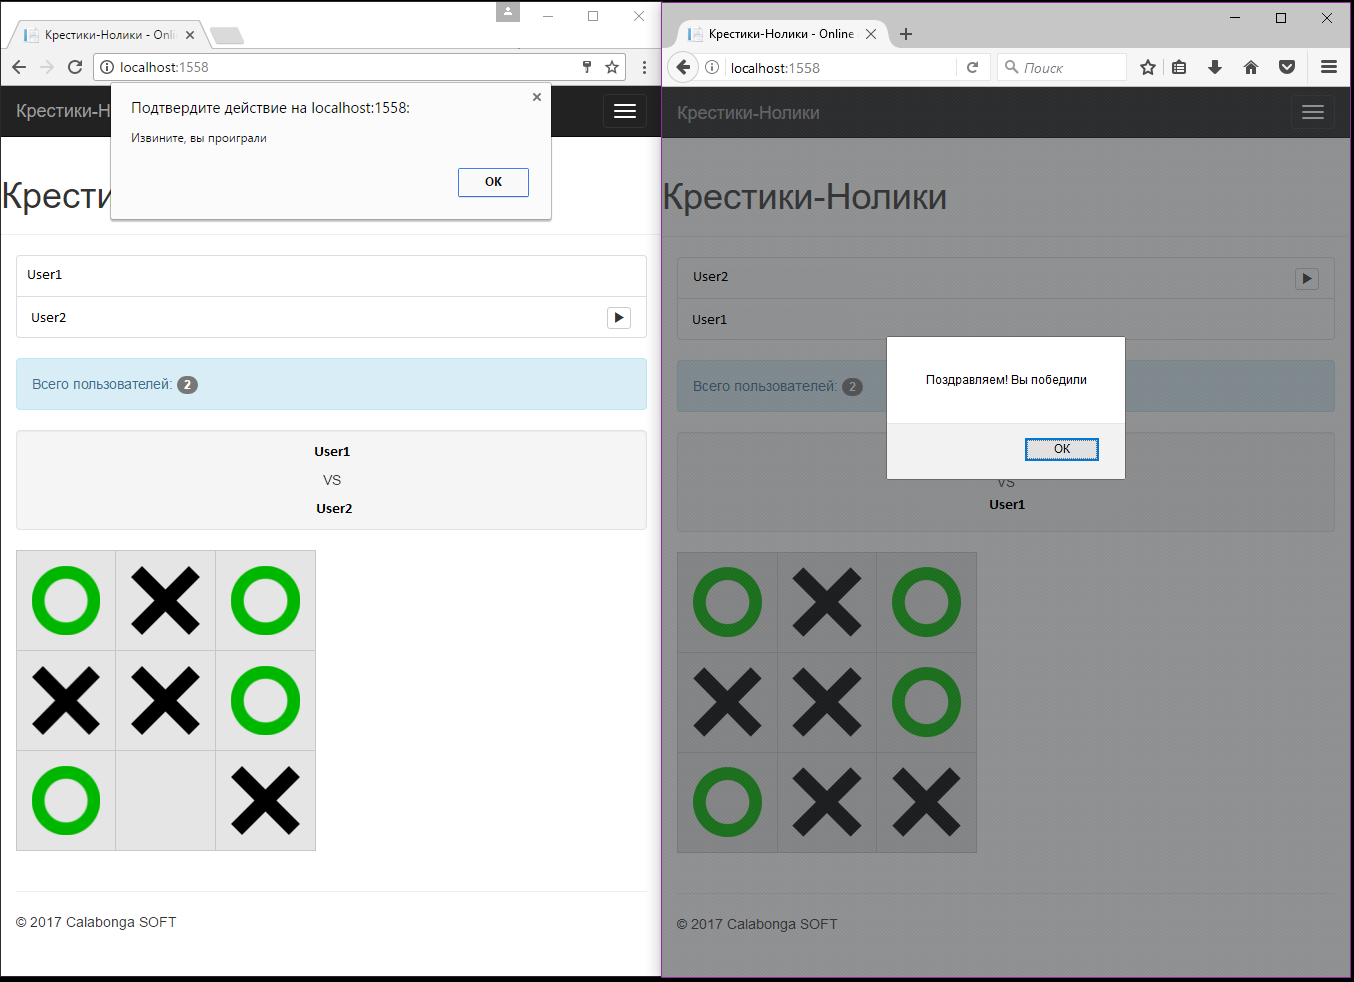 Крестики-Нолики - Onli
localhost:1558
Крестики-Н
Подтвердите действие на localhost:1558:
Извините, вы проиграли
OK
Крести
User1
User2
Всего пользователей: 2
User1
VS
User2
© 2017 Calabonga SOFT
Крестики-Нолики - Online
localhost:1558
Поиск
Крестики-Нолики
Крестики-Нолики
User2
User1
Всего пользователей: 2
Поздравляем! Вы победили
OK
VS
User1
© 2017 Calabonga SOFT